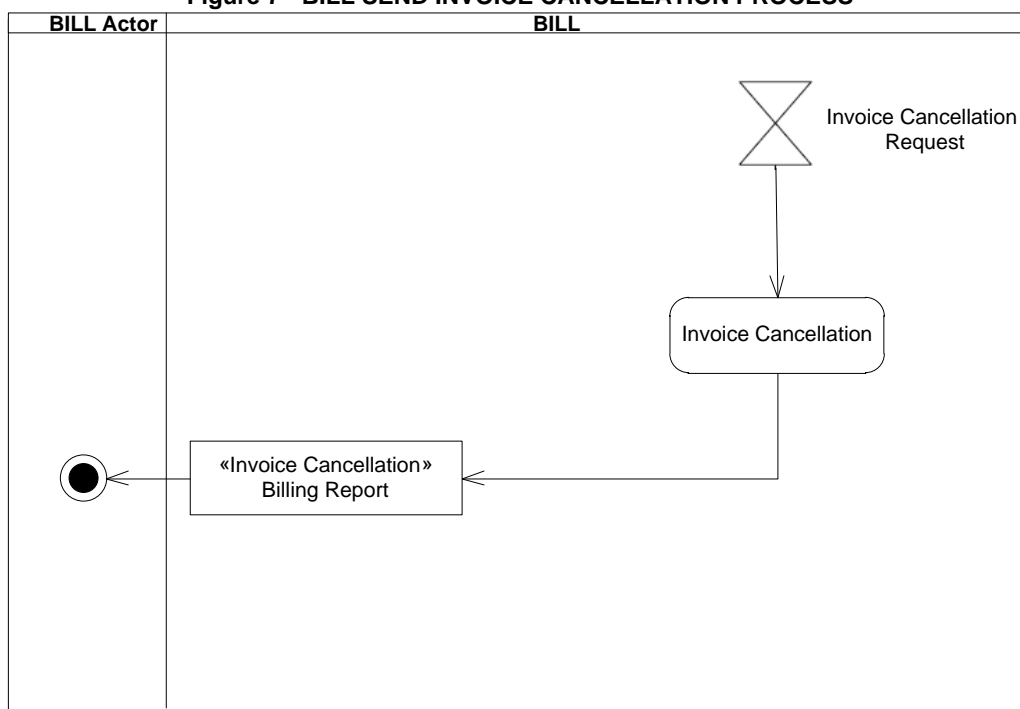 Figure 7 - BILL SEND INVOICE CANCELLATION PROCESS
BILL Actor
BILL
Invoice Cancellation
Request
Invoice Cancellation
«Invoice Cancellation»
Billing Report